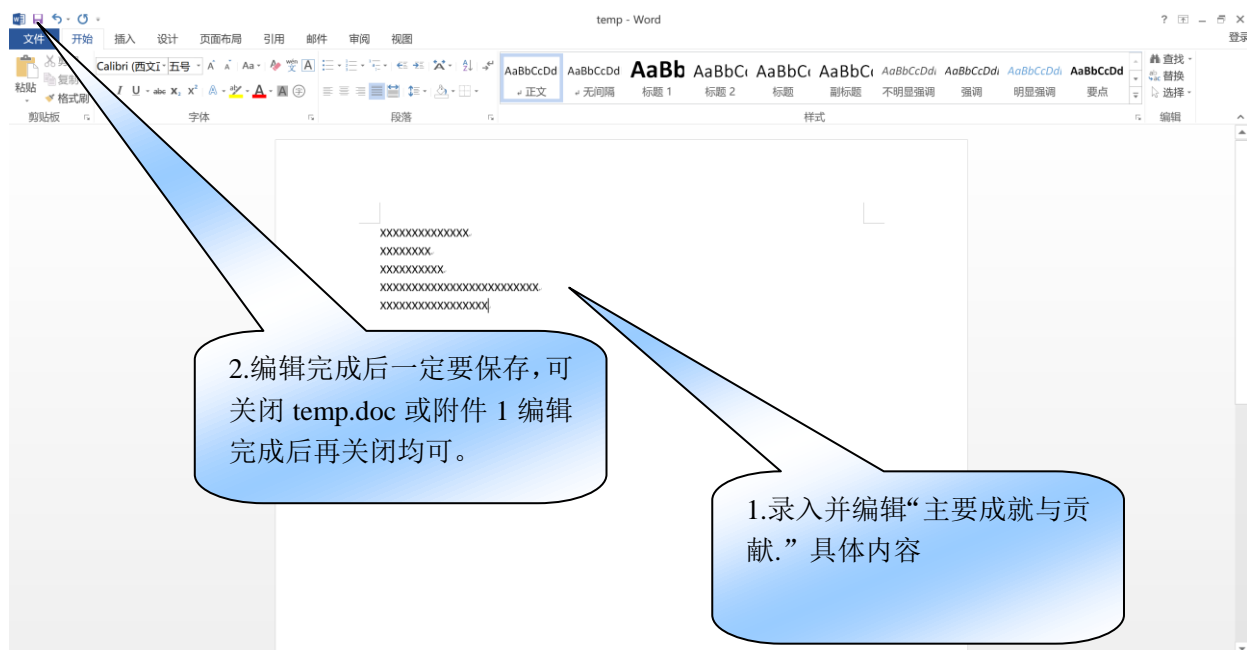 temp - Word
文件 开始 插入 设计 页面布局 引用 邮件 审阅 视图
登录
Calibri (西文 五号
粘贴
格式刷
AaBbCcDd AaBbCcDd AaBb AaBbC AaBbC AaBbC AaBbCcDd AaBbCcDd AaBbCcDd AaBbCcDd
正文 无间隔 标题 1 标题 2 标题 副标题 不明显强调 强调 明显强调 要点
查找
替换
选择
剪贴板 字体 段落 样式 编辑
xxxxxxxxxxxxxx
xxxxxxxx
xxxxxxxxxx
xxxxxxxxxxxxxxxxxxxxxxxxx
xxxxxxxxxxxxxxxxx
2.编辑完成后一定要保存，可
关闭 temp.doc 或附件 1 编辑
完成后再关闭均可。
1.录入并编辑“主要成就与贡
献.” 具体内容